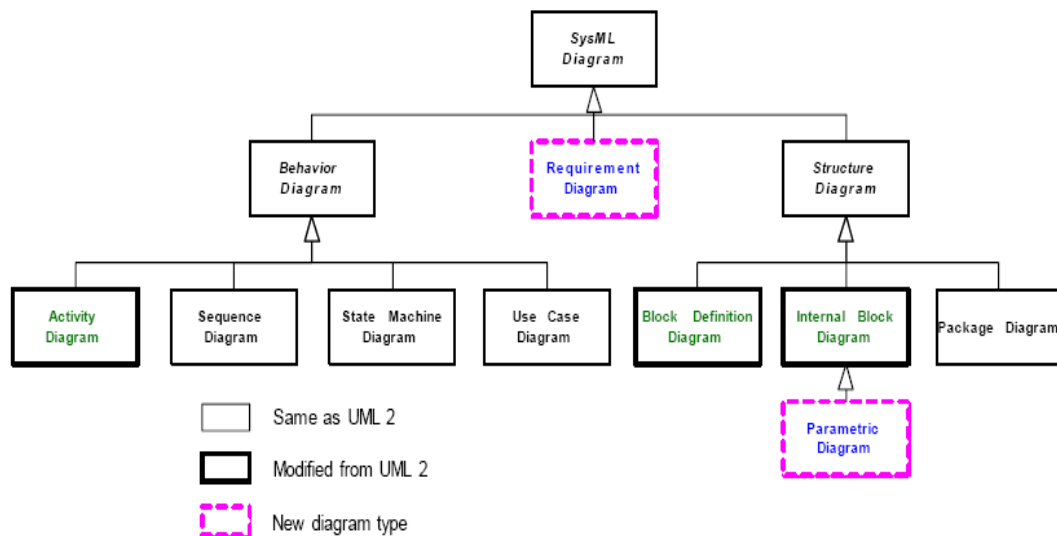 SysML
Diagram
Behavior
Diagram
Requirement
Diagram
Structure
Diagram
Activity
Diagram
Sequence
Diagram
State Machine
Diagram
Use Case
Diagram
Block Definition
Diagram
Internal Block
Diagram
Package Diagram
Parametric
Diagram
Same as UML 2
Modified from UML 2
New diagram type